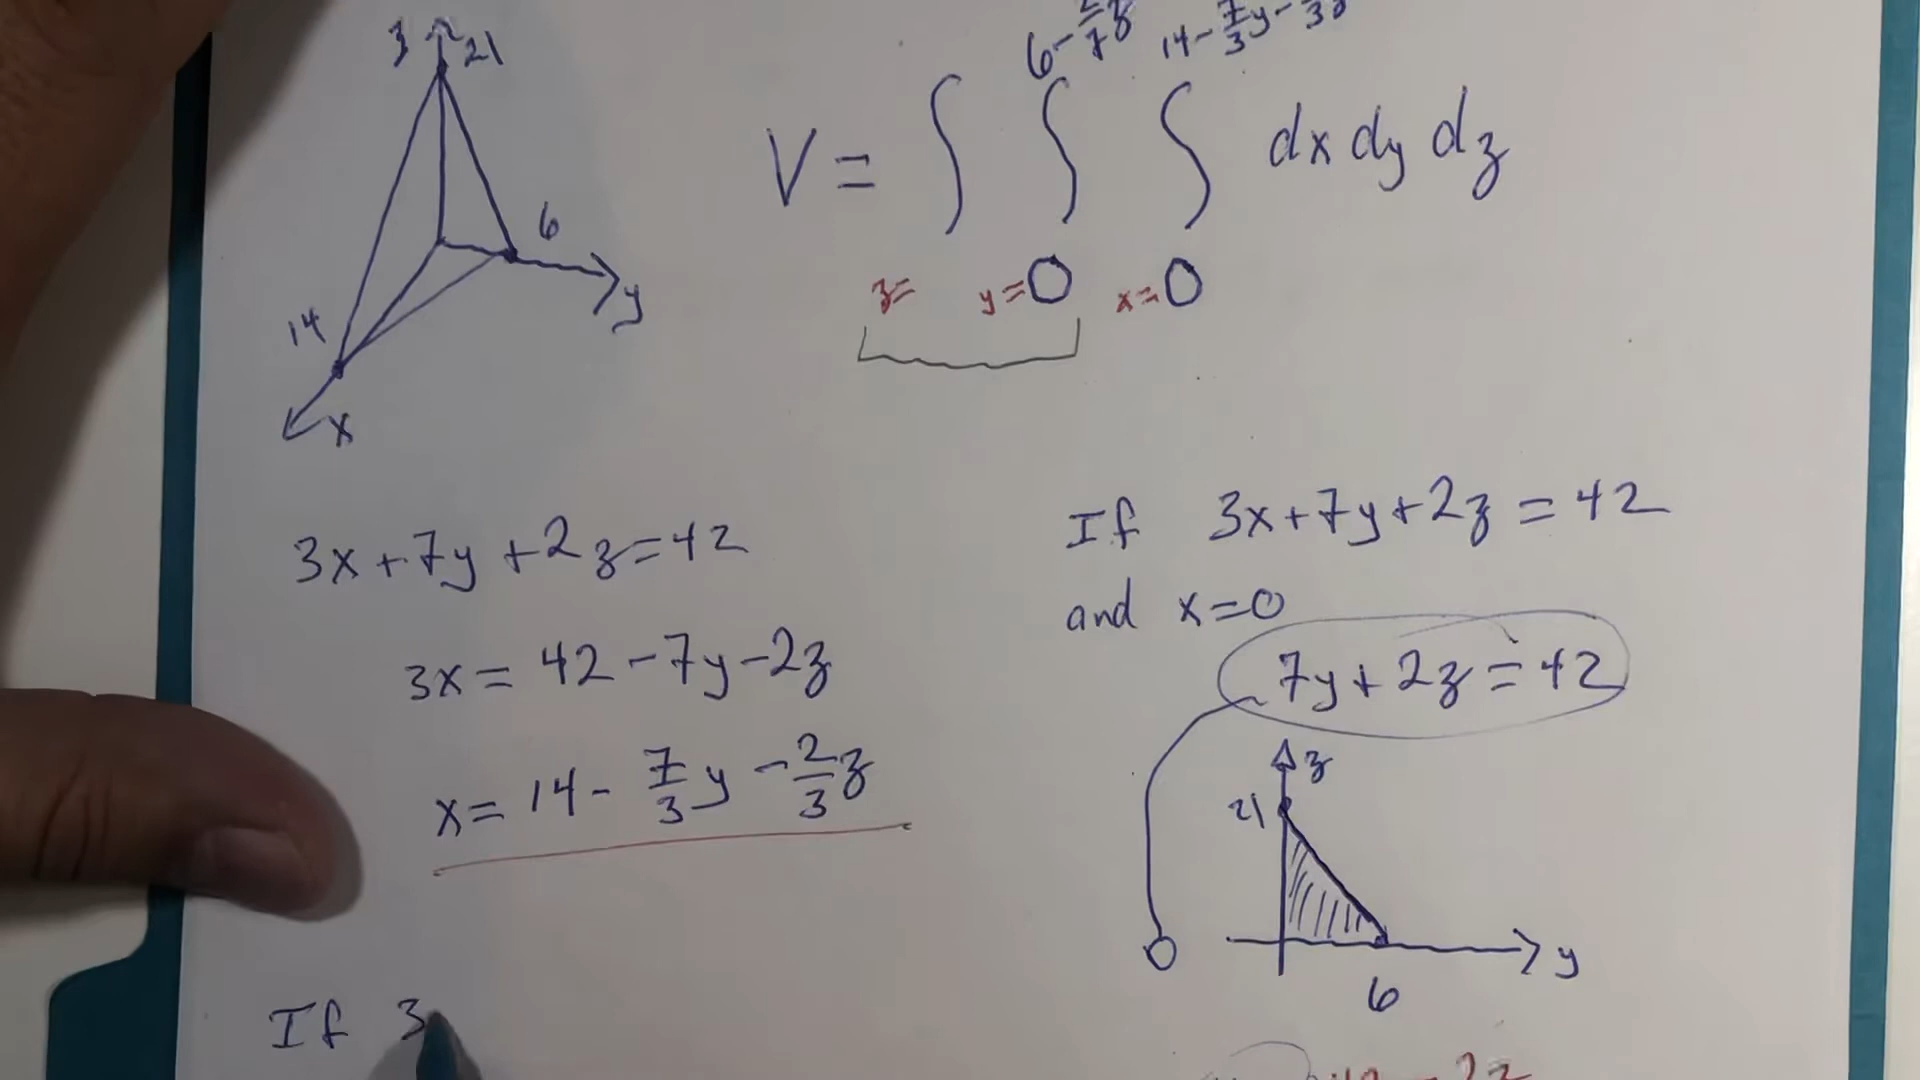 z 21
6
y
14
x
6 - 2/7 z 14 - 7/3 y -
V = ∫ ∫ ∫ dx dy dz
z= y=0 x=0
3x+7y+2z=42
3x = 42 - 7y - 2z
x = 14 - 7/3 y - 2/3 z
If 3
If 3x+7y+2z = 42
and x=0
7y+2z = 42
z
21
y
6